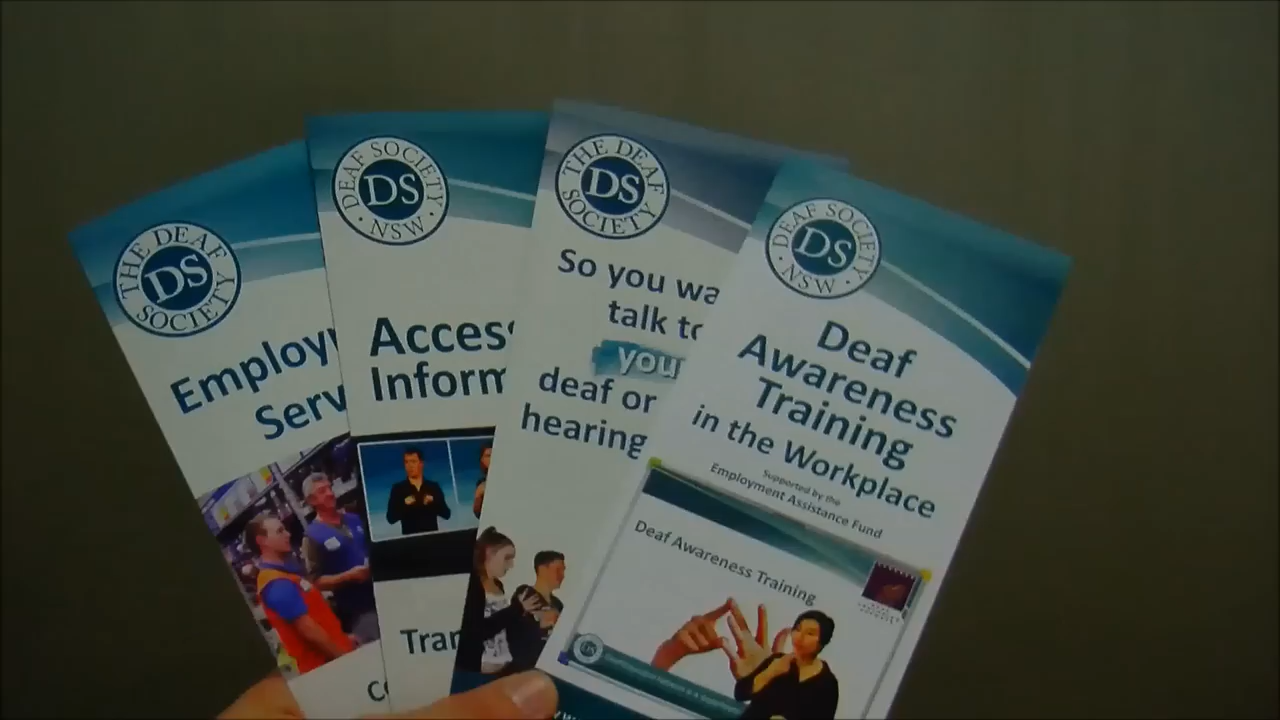 THE DEAF SOCIETY
DS
Employ
Serv
DEAF SOCIETY
DS
NSW
Access
Inform
Tran
THE DEAF SOCIETY
DS
So you wa
talk to
you
deaf or
hearing
DEAF SOCIETY
DS
NSW
Deaf
Awareness
Training
in the Workplace
Supported by the
Employment Assistance Fund
Deaf Awareness Training